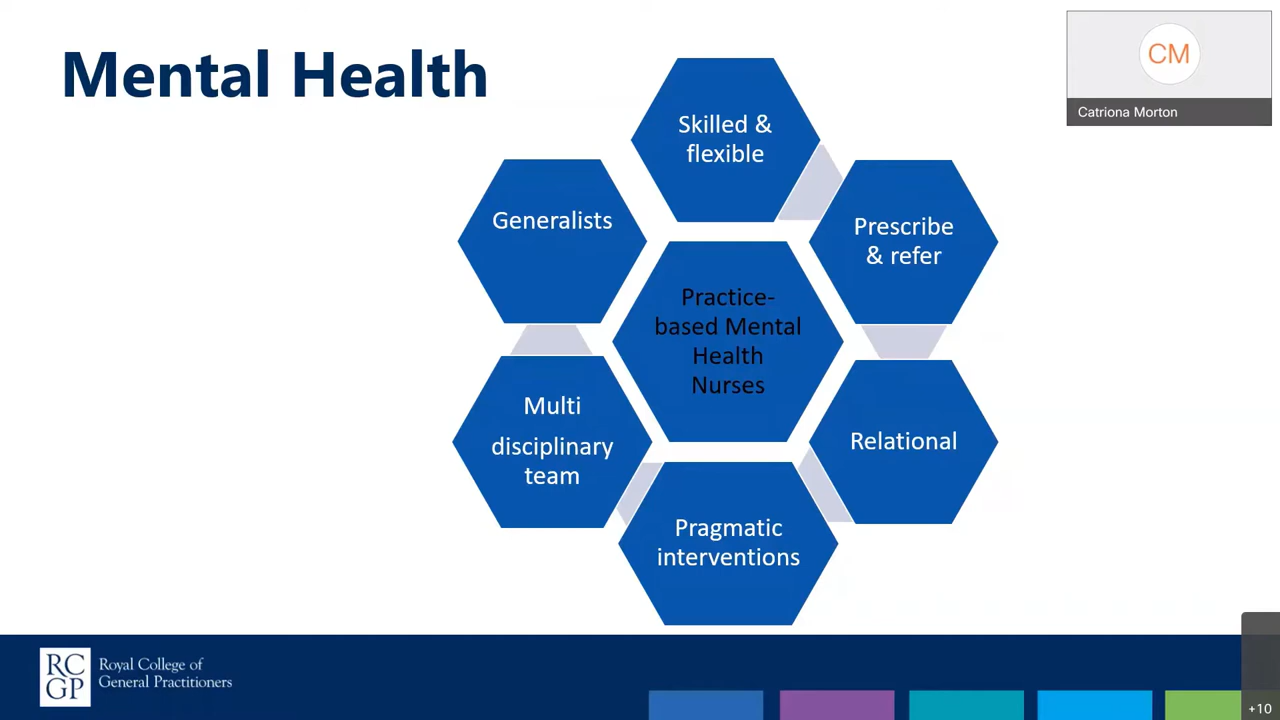 Mental Health
CM
Catriona Morton
Skilled &
flexible
Generalists
Prescribe
& refer
Practice-
based Mental
Health
Nurses
Multi
disciplinary
team
Relational
Pragmatic
interventions
RC
GP
Royal College of
General Practitioners
+10